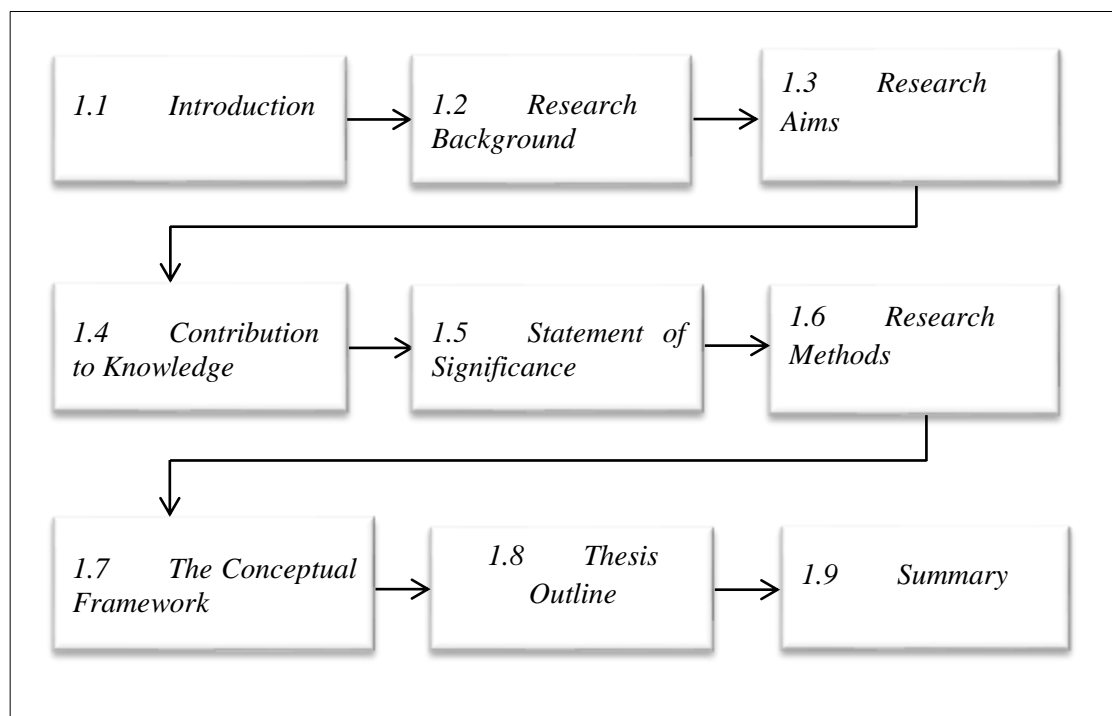 1.1 Introduction
1.2 Research
Background
1.3 Research
Aims
1.4 Contribution
to Knowledge
1.5 Statement of
Significance
1.6 Research
Methods
1.7 The Conceptual
Framework
1.8 Thesis
Outline
1.9 Summary